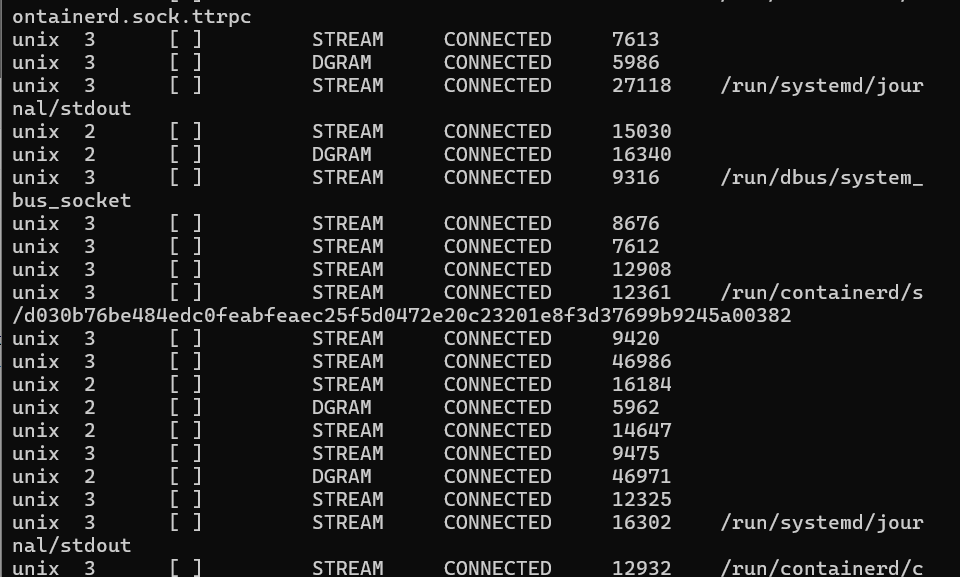 ontainerd.sock.ttrpc
unix 3 [ ] STREAM CONNECTED 7613
unix 3 [ ] DGRAM CONNECTED 5986
unix 3 [ ] STREAM CONNECTED 27118 /run/systemd/jour
nal/stdout
unix 2 [ ] STREAM CONNECTED 15030
unix 2 [ ] DGRAM CONNECTED 16340
unix 3 [ ] STREAM CONNECTED 9316 /run/dbus/system_
bus_socket
unix 3 [ ] STREAM CONNECTED 8676
unix 3 [ ] STREAM CONNECTED 7612
unix 3 [ ] STREAM CONNECTED 12908
unix 3 [ ] STREAM CONNECTED 12361 /run/containerd/s
/d030b76be484edc0feabfeaec25f5d0472e20c23201e8f3d37699b9245a00382
unix 3 [ ] STREAM CONNECTED 9420
unix 3 [ ] STREAM CONNECTED 46986
unix 2 [ ] STREAM CONNECTED 16184
unix 2 [ ] DGRAM CONNECTED 5962
unix 2 [ ] STREAM CONNECTED 14647
unix 3 [ ] STREAM CONNECTED 9475
unix 2 [ ] DGRAM CONNECTED 46971
unix 3 [ ] STREAM CONNECTED 12325
unix 3 [ ] STREAM CONNECTED 16302 /run/systemd/jour
nal/stdout
unix 3 [ ] STREAM CONNECTED 12932 /run/containerd/c